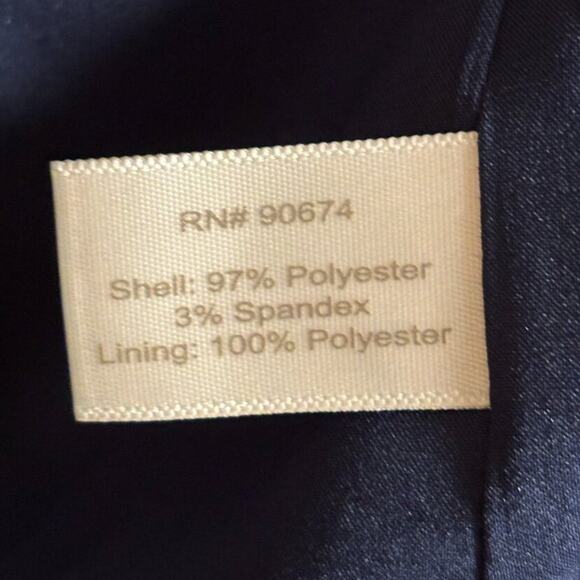 RN# 90674
Shell: 97% Polyester
3% Spandex
Lining: 100% Polyester